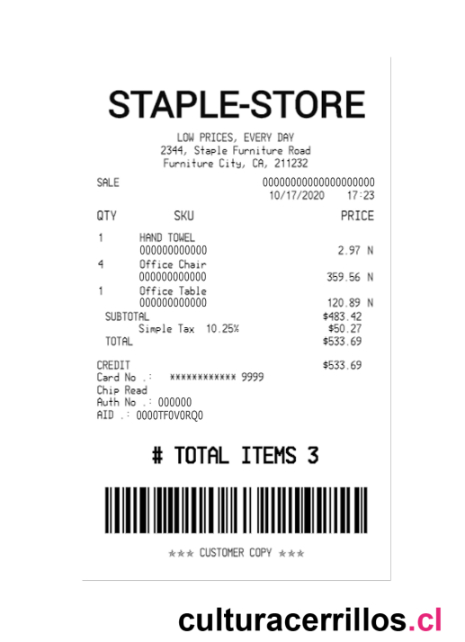 STAPLE-STORE
LOW PRICES, EVERY DAY
2344, Staple Furniture Road
Furniture City, CA, 211232
SALE 00000000000000000000
10/17/2020 17:23
QTY SKU PRICE
1 HAND TOWEL
000000000000 2.97 N
4 Office Chair
000000000000 359.56 N
1 Office Table
000000000000 120.89 N
SUBTOTAL $483.42
Simple Tax 10.25% $50.27
TOTAL $533.69
CREDIT $533.69
Card No .: ************ 9999
Chip Read
Auth No .: 000000
AID .: 0000TF0V0RQ0
# TOTAL ITEMS 3
*** CUSTOMER COPY ***
culturacerrillos.cl